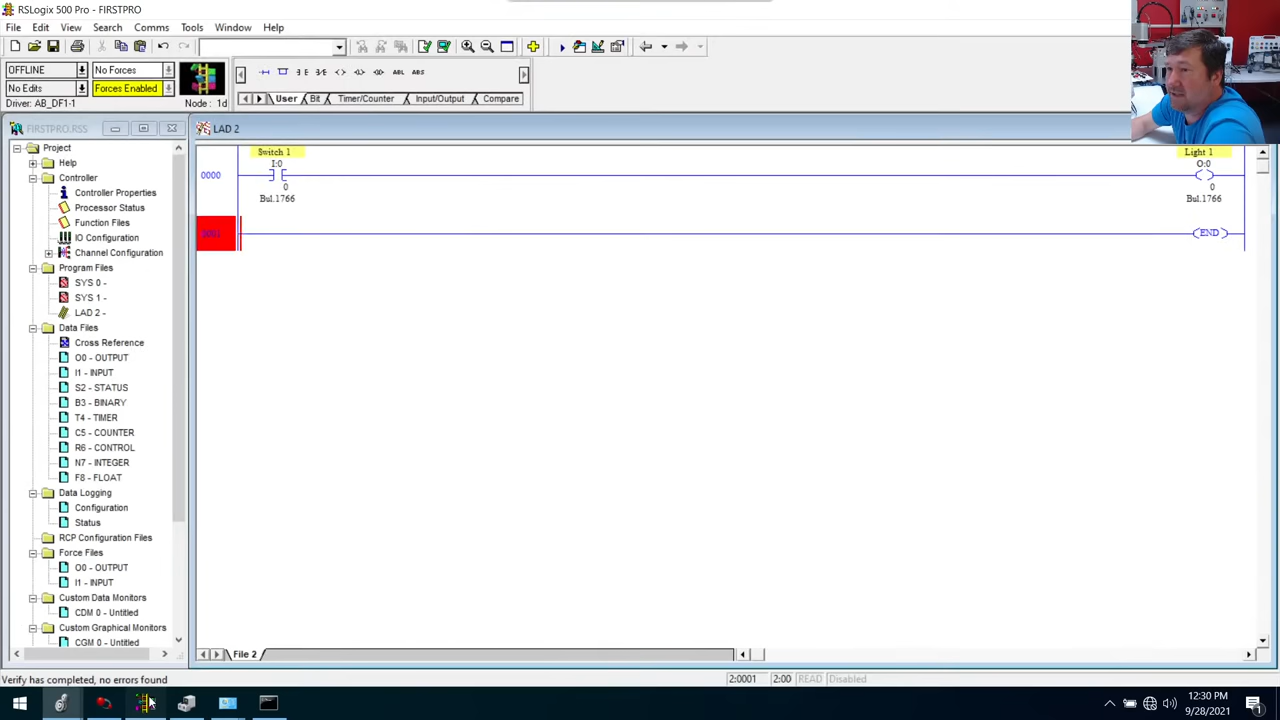 RSLogix 500 Pro - FIRSTPRO
File Edit View Search Comms Tools Window Help
OFFLINE No Forces
No Edits Forces Enabled
Driver: AB_DF1-1 Node : 1d
ABL ABS
User Bit Timer/Counter Input/Output Compare
FIRSTPRO.RSS
Project
Help
Controller
Controller Properties
Processor Status
Function Files
IO Configuration
Channel Configuration
Program Files
SYS 0 -
SYS 1 -
LAD 2 -
Data Files
Cross Reference
O0 - OUTPUT
I1 - INPUT
S2 - STATUS
B3 - BINARY
T4 - TIMER
C5 - COUNTER
R6 - CONTROL
N7 - INTEGER
F8 - FLOAT
Data Logging
Configuration
Status
RCP Configuration Files
Force Files
O0 - OUTPUT
I1 - INPUT
Custom Data Monitors
CDM 0 - Untitled
Custom Graphical Monitors
CGM 0 - Untitled
LAD 2
Switch 1 Light 1
I:0 O:0
0000
0 0
Bul.1766 Bul.1766
0001 END
File 2
Verify has completed, no errors found 2:0001 2:00 READ Disabled
12:30 PM
9/28/2021
1